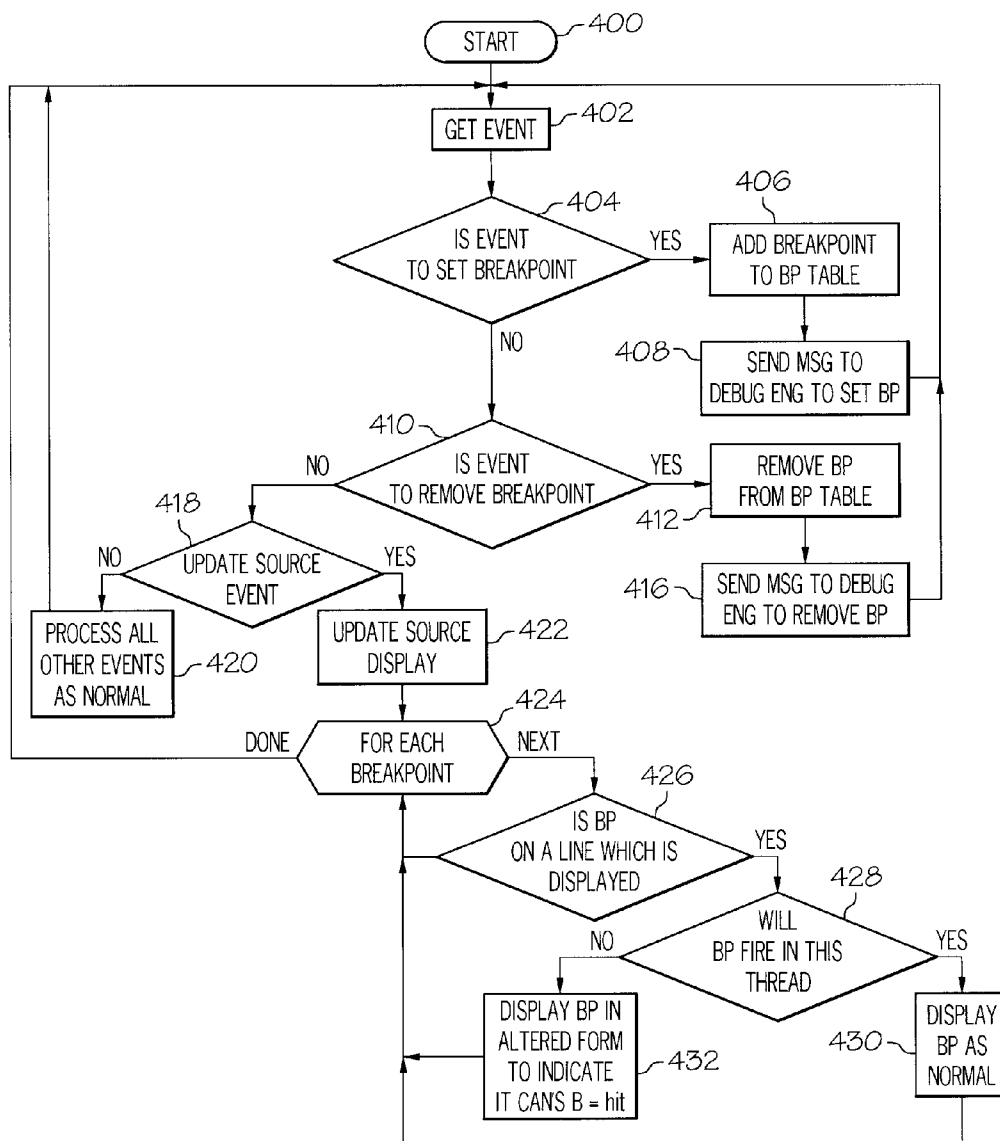 START
400
GET EVENT
402
404
IS EVENT
TO SET BREAKPOINT
YES
406
ADD BREAKPOINT
TO BP TABLE
NO
408
SEND MSG TO
DEBUG ENG TO SET BP
410
IS EVENT
TO REMOVE BREAKPOINT
NO
YES
REMOVE BP
FROM BP TABLE
412
418
UPDATE SOURCE
EVENT
NO
YES
416
SEND MSG TO DEBUG
ENG TO REMOVE BP
PROCESS ALL
OTHER EVENTS
AS NORMAL
420
UPDATE SOURCE
DISPLAY
422
424
DONE
FOR EACH
BREAKPOINT
NEXT
426
IS BP
ON A LINE WHICH IS
DISPLAYED
YES
428
WILL
BP FIRE IN THIS
THREAD
NO
YES
DISPLAY BP IN
ALTERED FORM
TO INDICATE
IT CAN'S B = hit
432
430
DISPLAY
BP AS
NORMAL